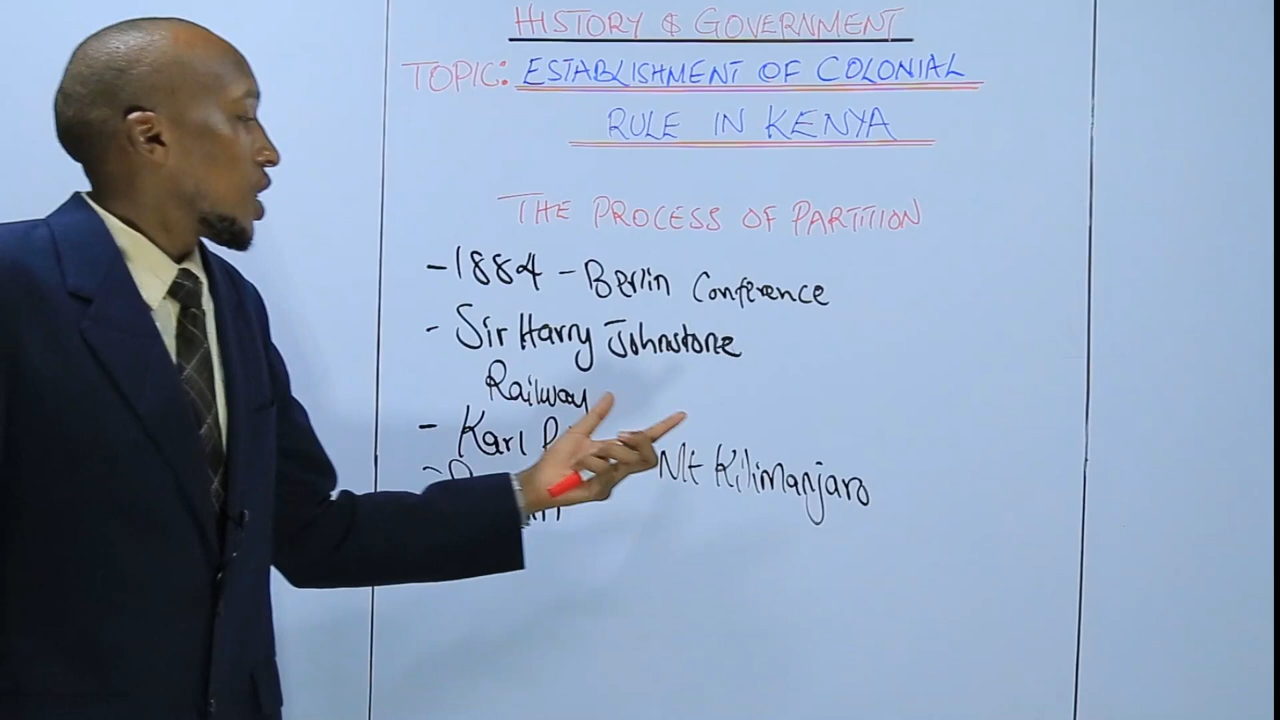 HISTORY & GOVERNMENT
TOPIC: ESTABLISHMENT OF COLONIAL
RULE IN KENYA
THE PROCESS OF PARTITION
- 1884 - Berlin Conference
- Sir Harry Johnstone
Railway
- Karl
Mt Kilimanjaro